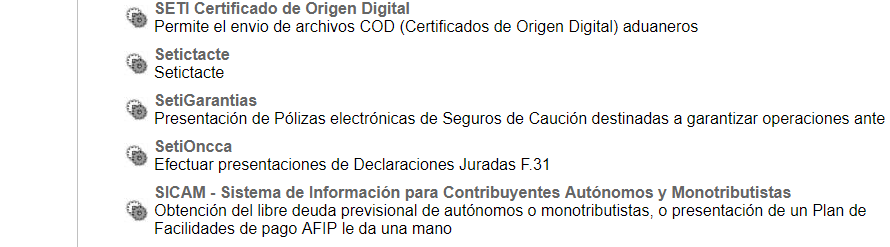 SETI Certificado de Origen Digital
Permite el envio de archivos COD (Certificados de Origen Digital) aduaneros
Setictacte
Setictacte
SetiGarantias
Presentación de Pólizas electrónicas de Seguros de Caución destinadas a garantizar operaciones ante
SetiOncca
Efectuar presentaciones de Declaraciones Juradas F.31
SICAM - Sistema de Información para Contribuyentes Autónomos y Monotributistas
Obtención del libre deuda previsional de autónomos o monotributistas, o presentación de un Plan de
Facilidades de pago AFIP le da una mano